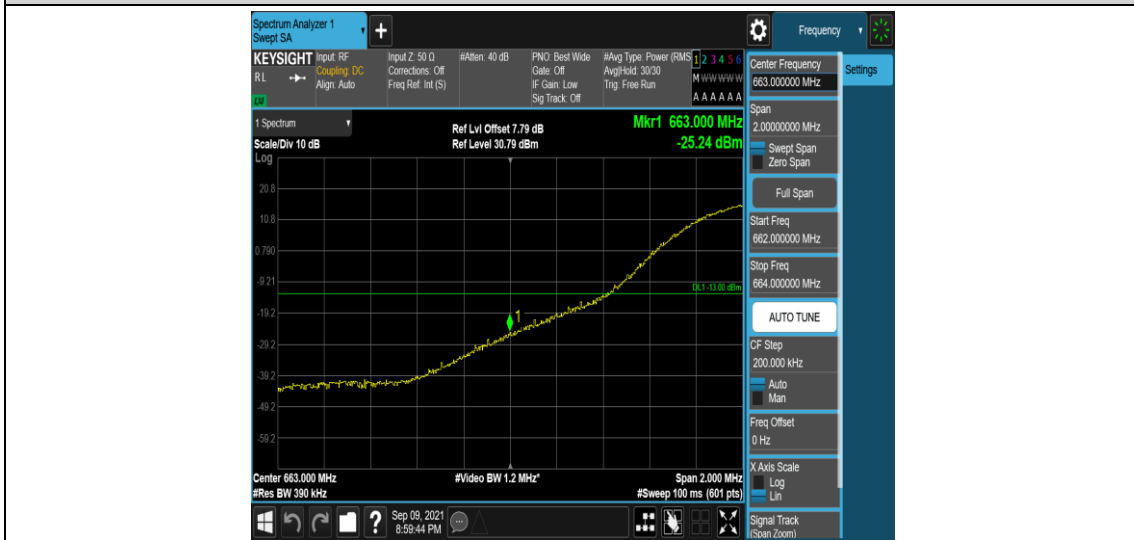 Spectrum Analyzer 1
Swept SA
Frequency
KEYSIGHT
RL
LXI
Input: RF
Coupling: DC
Align: Auto
Input Z: 50 Ω
Corrections: Off
Freq Ref: Int (S)
#Atten: 40 dB
PNO: Best Wide
Gate: Off
IF Gain: Low
Sig Track: Off
#Avg Type: Power (RMS
Avg|Hold: 30/30
Trig: Free Run
1 2 3 4 5 6
M W W W W W
A A A A A A
Center Frequency
663.000000 MHz
Settings
Span
2.00000000 MHz
Swept Span
Zero Span
Full Span
Start Freq
662.000000 MHz
Stop Freq
664.000000 MHz
AUTO TUNE
CF Step
200.000 kHz
Auto
Man
Freq Offset
0 Hz
X Axis Scale
Log
Lin
Signal Track
(Span Zoom)
1 Spectrum
Scale/Div 10 dB
Ref Lvl Offset 7.79 dB
Ref Level 30.79 dBm
Mkr1 663.000 MHz
-25.24 dBm
Log
20.8
10.8
0.790
-9.21
DL1 -13.00 dBm
-19.2
1
-29.2
-39.2
-49.2
-59.2
Center 663.000 MHz
#Res BW 390 kHz
#Video BW 1.2 MHz*
Span 2.000 MHz
#Sweep 100 ms (601 pts)
?
Sep 09, 2021
8:59:44 PM